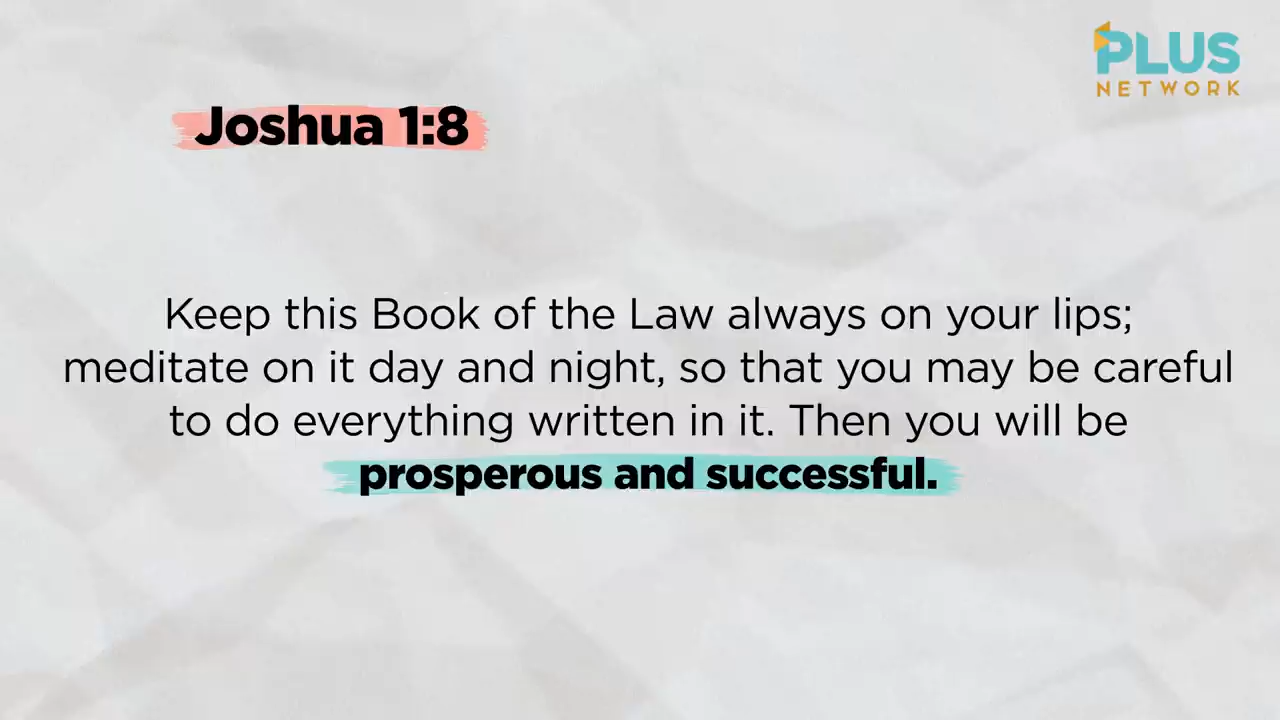 PLUS
NETWORK
Joshua 1:8
Keep this Book of the Law always on your lips;
meditate on it day and night, so that you may be careful
to do everything written in it. Then you will be
prosperous and successful.